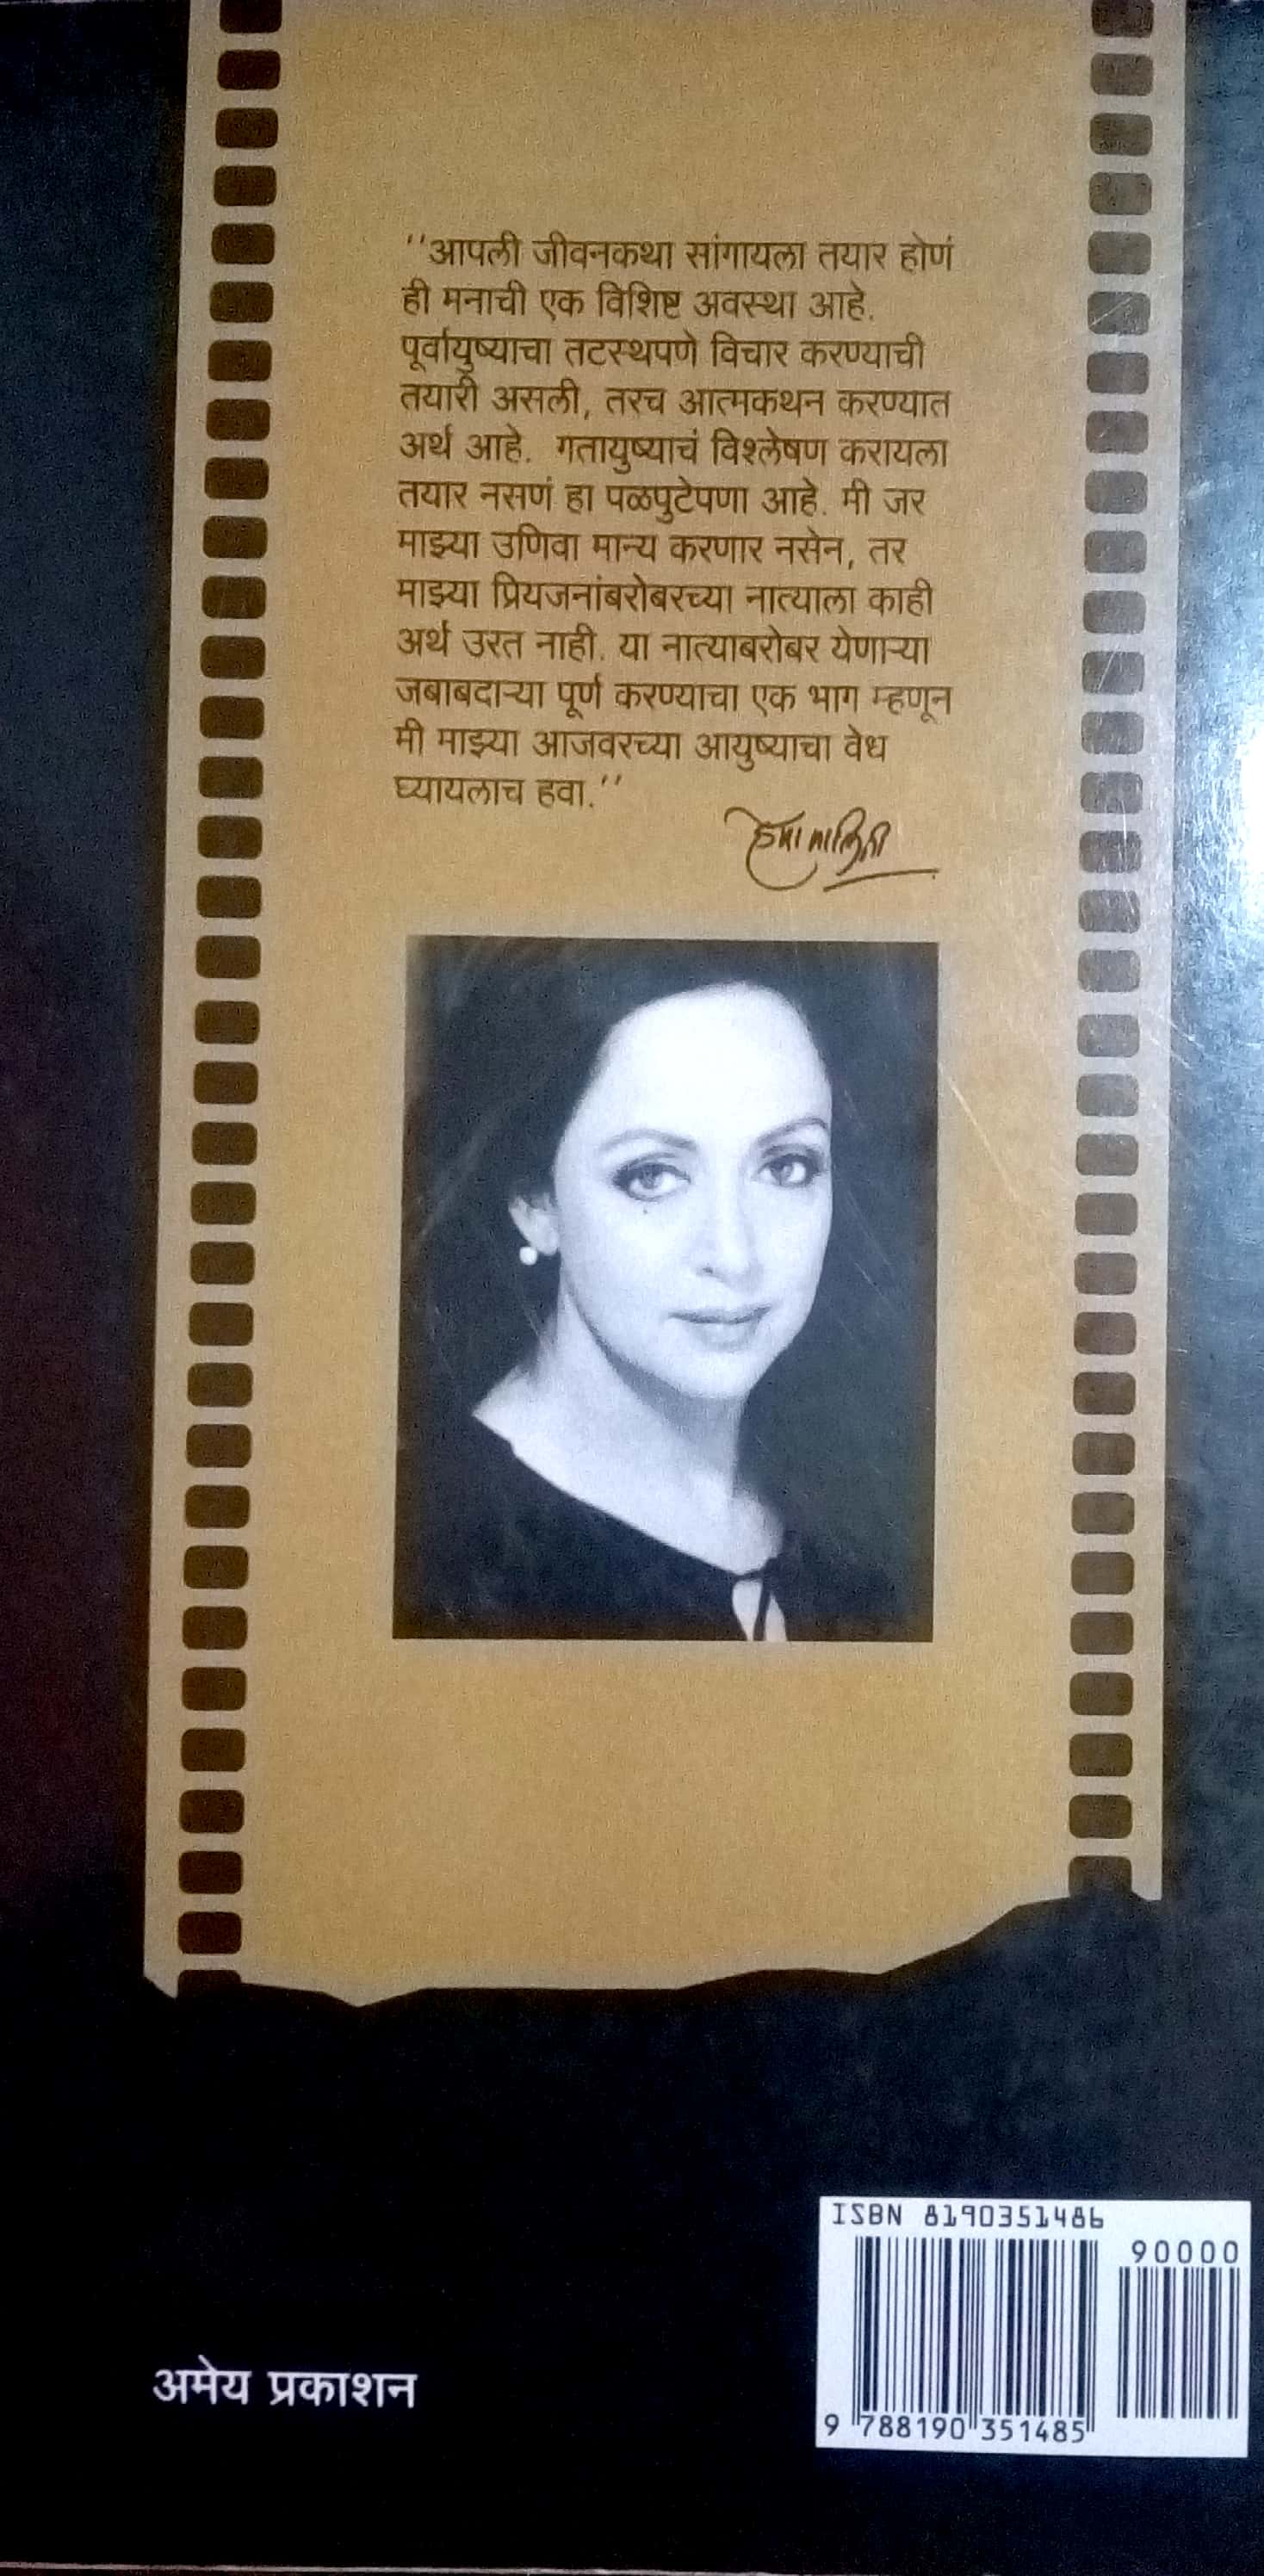 ''आपली जीवनकथा सांगायला तयार होणं
ही मनाची एक विशिष्ट अवस्था आहे.
पूर्वायुष्याचा तटस्थपणे विचार करण्याची
तयारी असली, तरच आत्मकथन करण्यात
अर्थ आहे. गतायुष्याचं विश्लेषण करायला
तयार नसणं हा पळपुटेपणा आहे. मी जर
माझ्या उणिवा मान्य करणार नसेन, तर
माझ्या प्रियजनांबरोबरच्या नात्याला काही
अर्थ उरत नाही. या नात्याबरोबर येणाऱ्या
जबाबदाऱ्या पूर्ण करण्याचा एक भाग म्हणून
मी माझ्या आजवरच्या आयुष्याचा वेध
घ्यायलाच हवा.''
हेमा मालिनी
ISBN 8190351486
90000
9 788190 351485
अमेय प्रकाशन